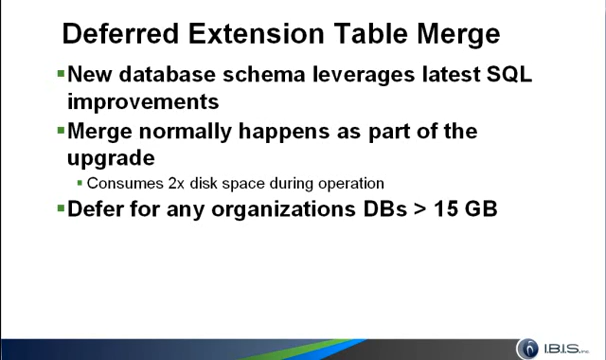 Deferred Extension Table Merge
New database schema leverages latest SQL
improvements
Merge normally happens as part of the
upgrade
Consumes 2x disk space during operation
Defer for any organizations DBs > 15 GB
I.B.I.S.